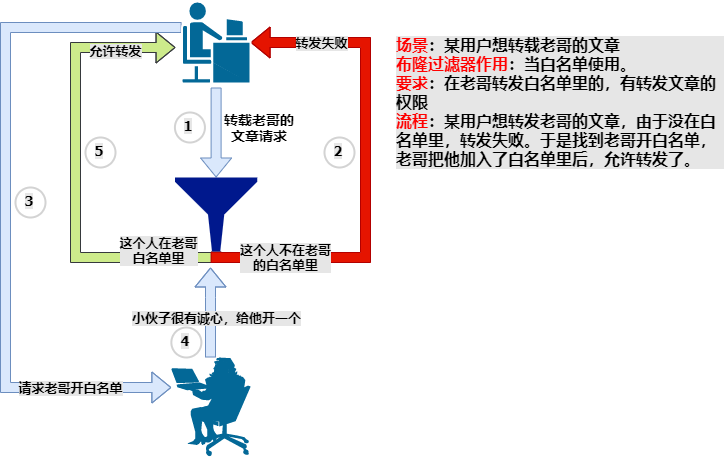 允许转发
转发失败
场景：某用户想转载老哥的文章
布隆过滤器作用：当白名单使用。
要求：在老哥转发白名单里的，有转发文章的
权限
流程：某用户想转发老哥的文章，由于没在白
名单里，转发失败。于是找到老哥开白名单，
老哥把他加入了白名单里后，允许转发了。
1
转载老哥的
文章请求
5
2
3
这个人在老哥
白名单里
这个人不在老哥
的白名单里
小伙子很有诚心，给他开一个
4
请求老哥开白名单